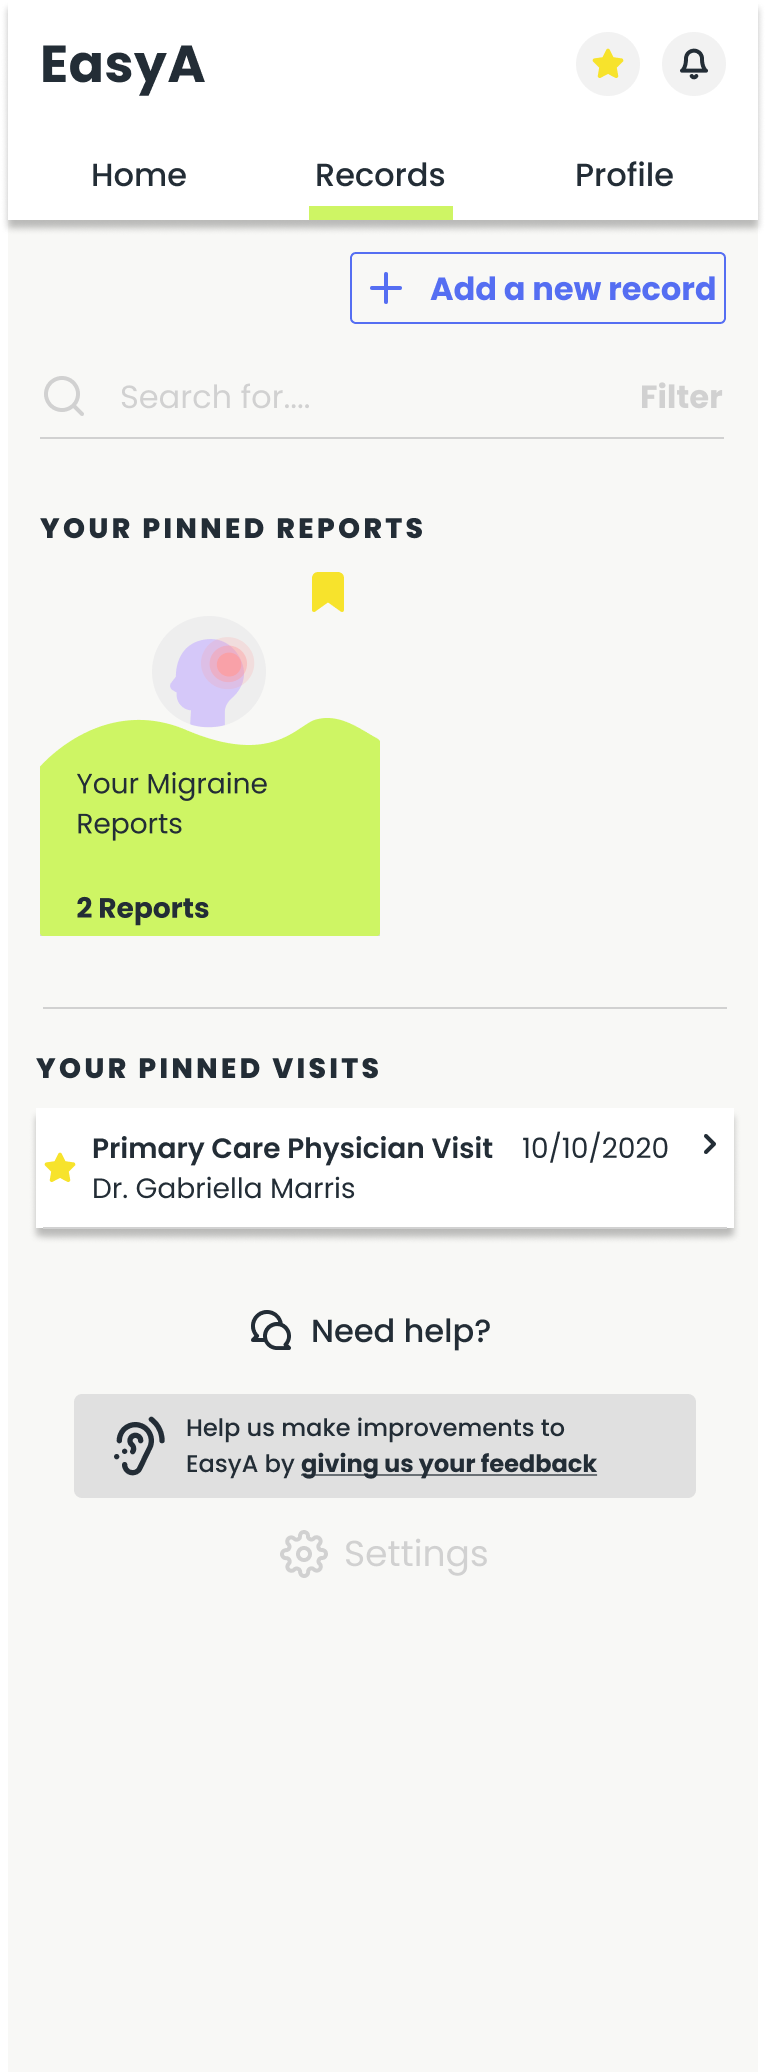 EasyA
Home Records Profile
Add a new record
Search for.... Filter
YOUR PINNED REPORTS
Your Migraine
Reports
2 Reports
YOUR PINNED VISITS
Primary Care Physician Visit 10/10/2020
Dr. Gabriella Marris
Need help?
Help us make improvements to
EasyA by giving us your feedback
Settings